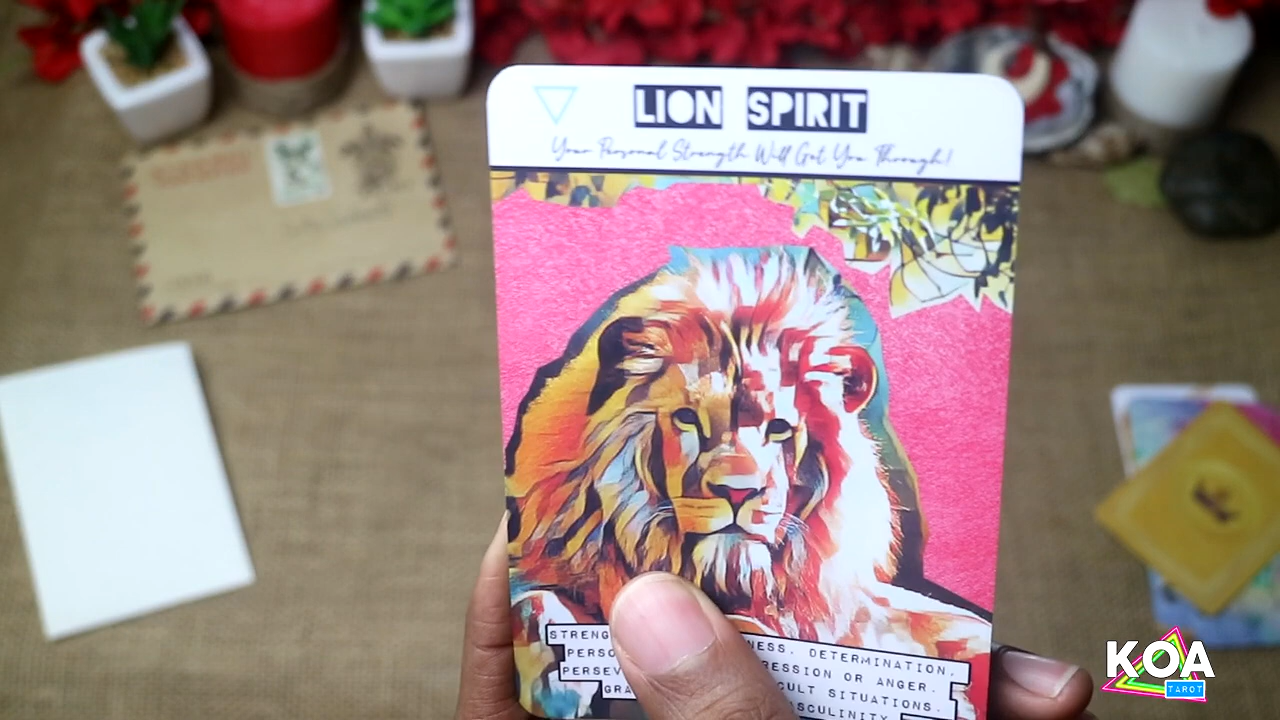 LION SPIRIT
Your Personal Strength Will Get You Through!
STRENG NESS. DETERMINATION,
PERSO
PERSEV RESSION OR ANGER.
GRA CULT SITUATIONS.
ASCULINITY
KOA
TAROT